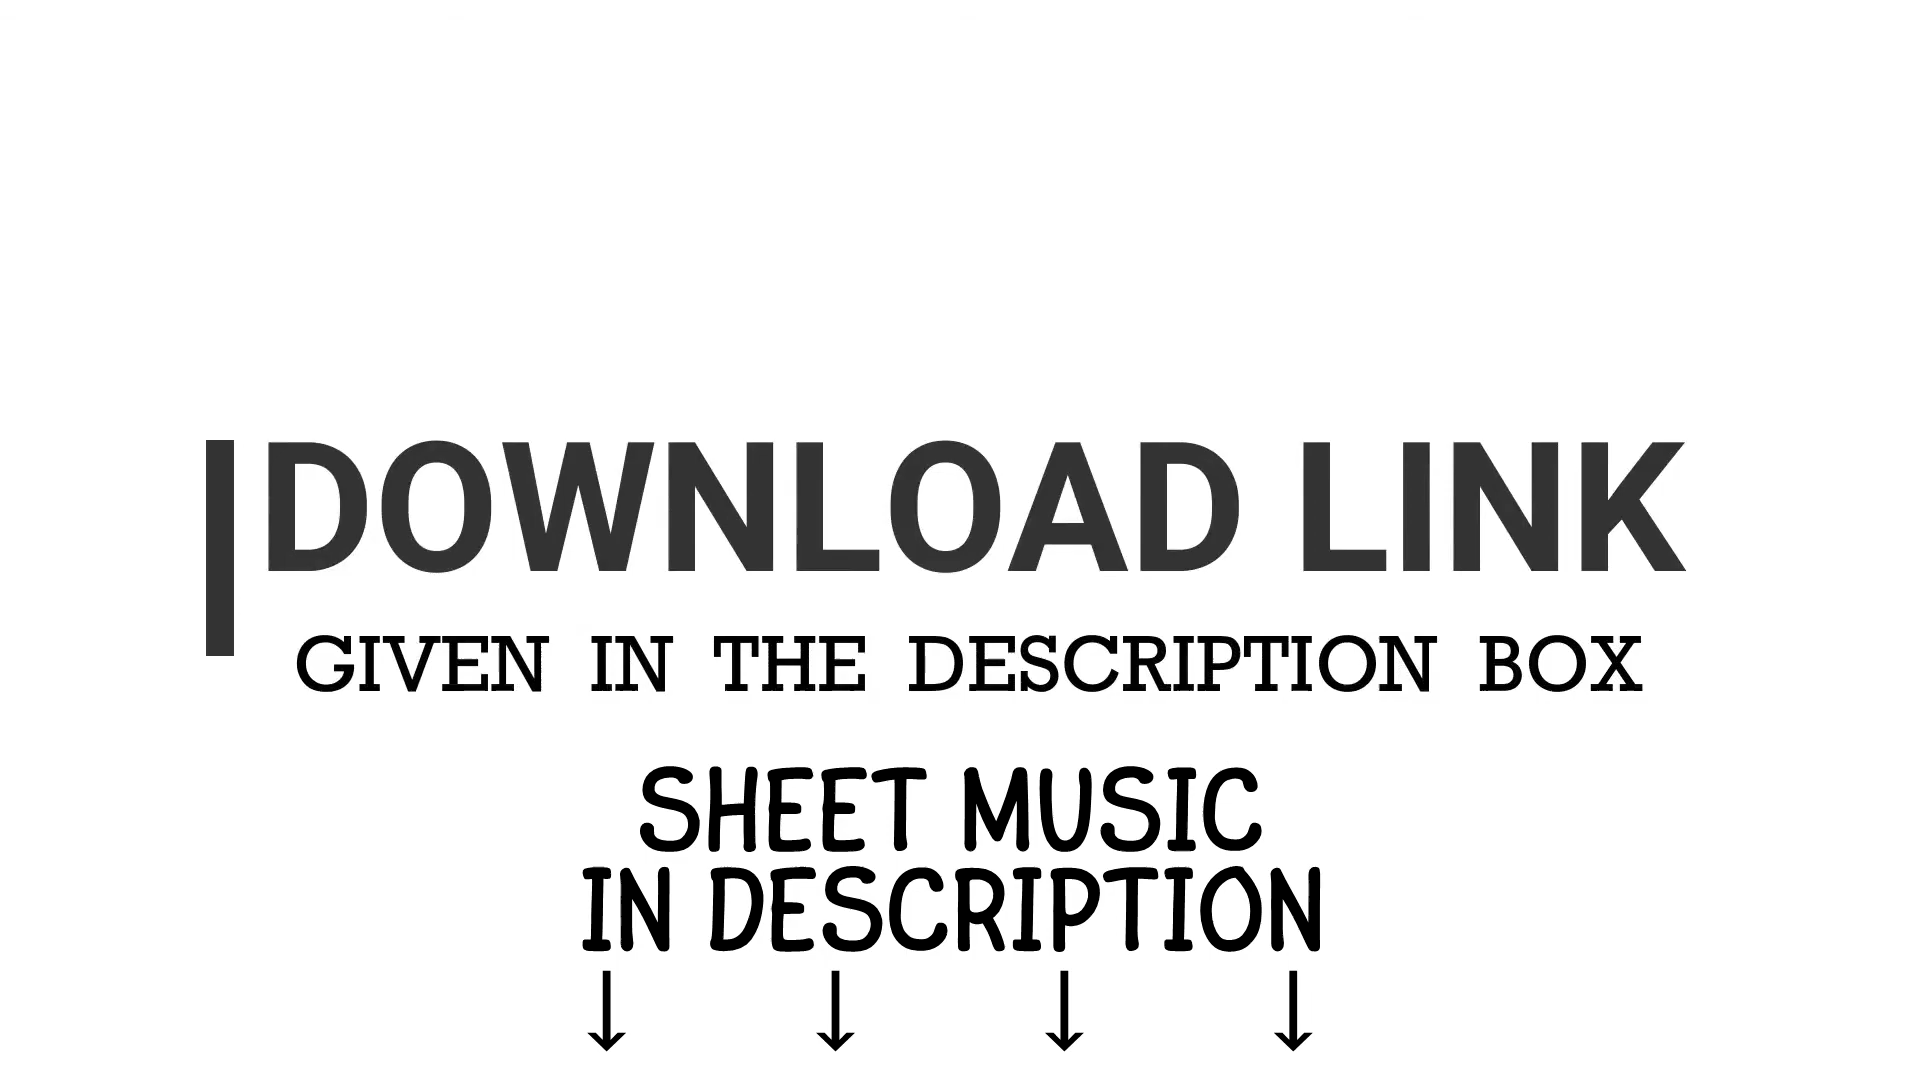 DOWNLOAD LINK
GIVEN IN THE DESCRIPTION BOX
SHEET MUSIC
IN DESCRIPTION
↓ ↓ ↓ ↓